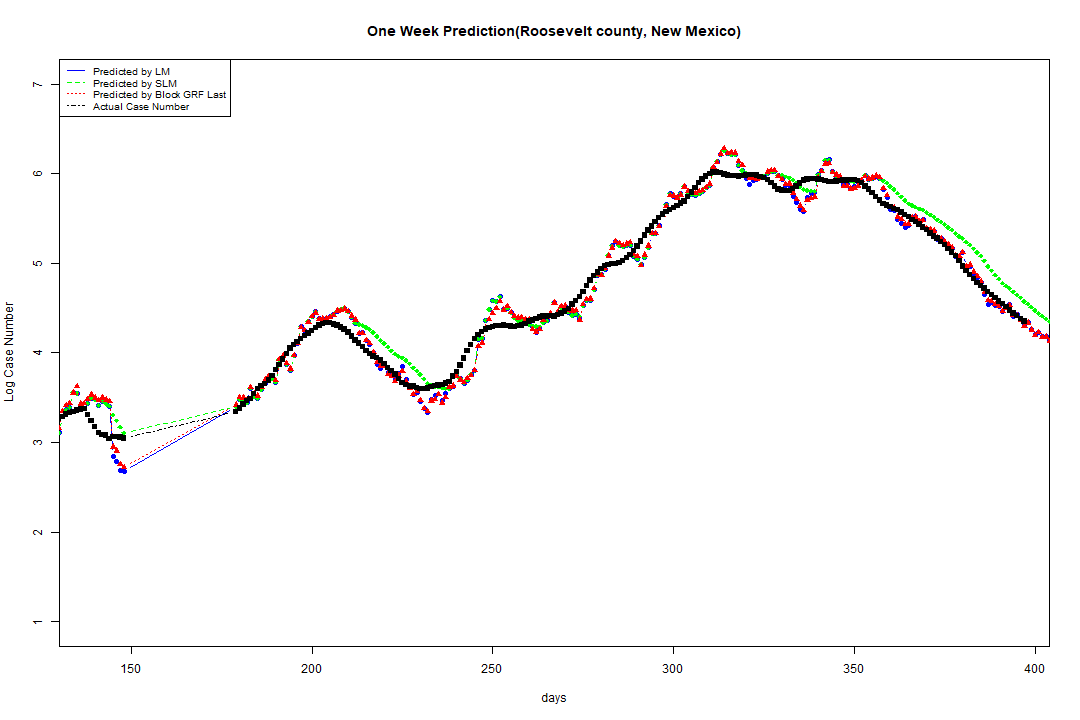 One Week Prediction(Roosevelt county, New Mexico)
Predicted by LM
Predicted by SLM
Predicted by Block GRF Last
Actual Case Number
7
6
5
4
3
2
1
Log Case Number
150 200 250 300 350 400
days